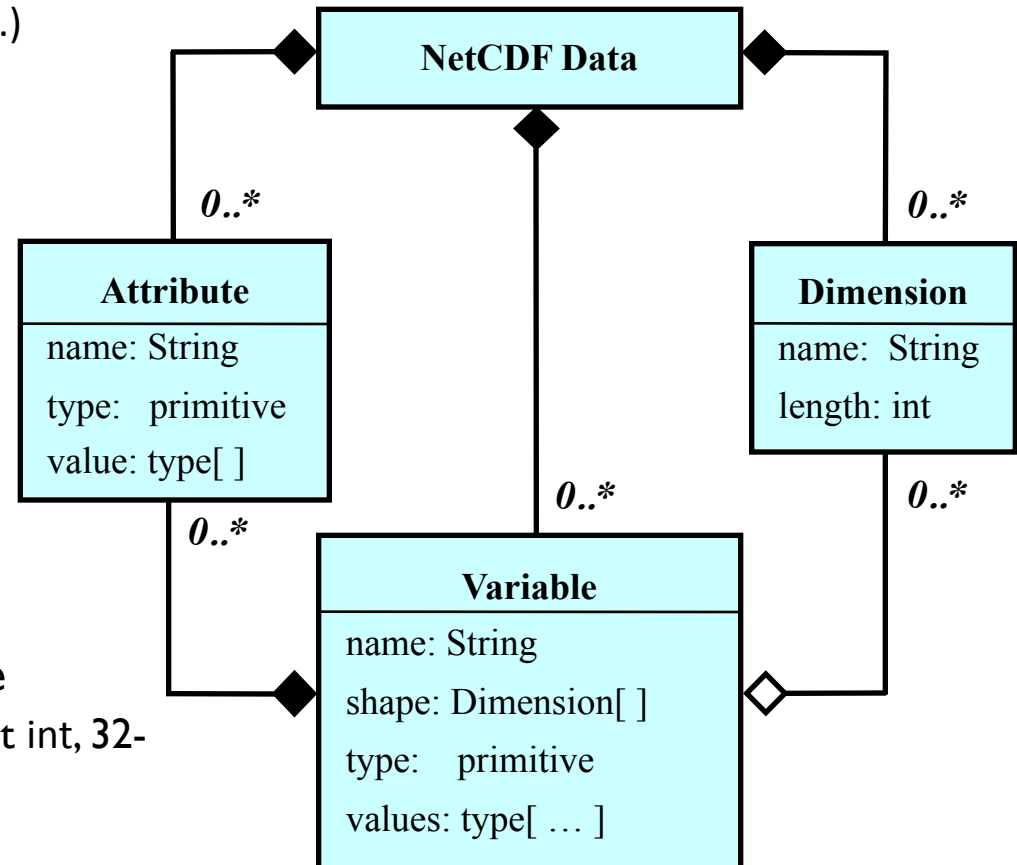 .)
NetCDF Data
0..*
0..*
Attribute
name: String
type: primitive
value: type[ ]
Dimension
name: String
length: int
0..*
0..*
0..*
Variable
name: String
shape: Dimension[ ]
type: primitive
values: type[ … ]
e
t int, 32-